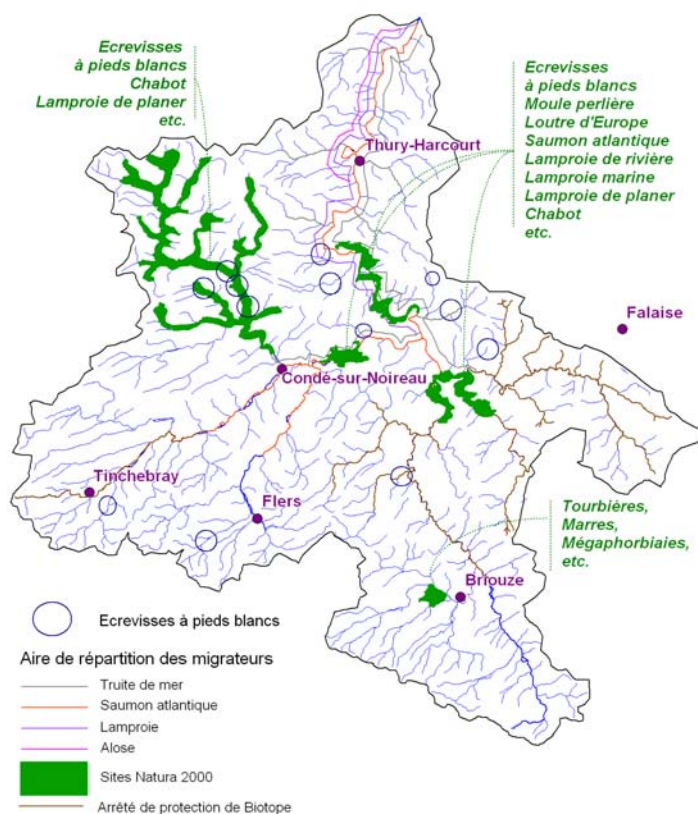 Ecrevisses
à pieds blancs
Chabot
Lamproie de planer
etc.
Ecrevisses
à pieds blancs
Moule perlière
Loutre d'Europe
Saumon atlantique
Lamproie de rivière
Lamproie marine
Lamproie de planer
Chabot
etc.
Thury-Harcourt
Falaise
Condé-sur-Noireau
Tinchebray
Flers
Tourbières,
Marres,
Mégaphorbiaies,
etc.
Briouze
Ecrevisses à pieds blancs
Aire de répartition des migrateurs
Truite de mer
Saumon atlantique
Lamproie
Alose
Sites Natura 2000
Arrêté de protection de Biotope